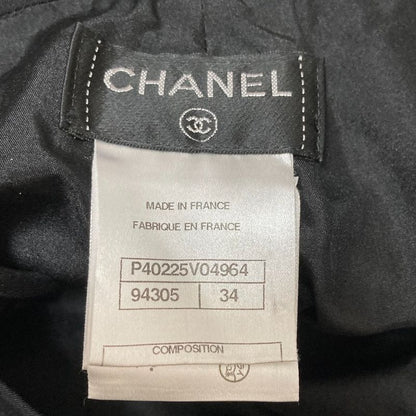 CHANEL
MADE IN FRANCE
FABRIQUE EN FRANCE
P40225V04964
94305 34
COMPOSITION